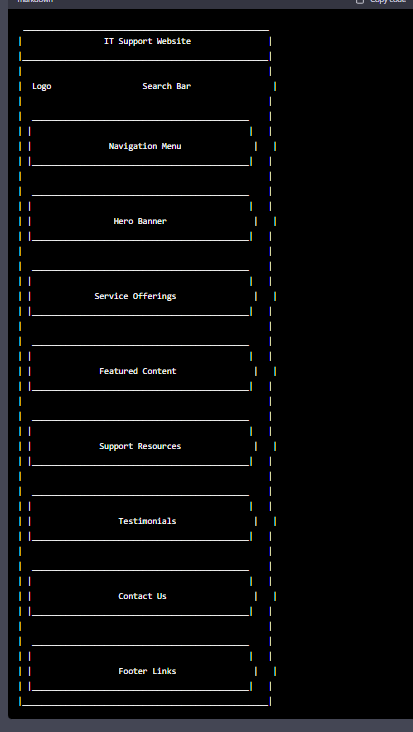 markdown
Copy code
IT Support Website
Logo Search Bar
Navigation Menu
Hero Banner
Service Offerings
Featured Content
Support Resources
Testimonials
Contact Us
Footer Links